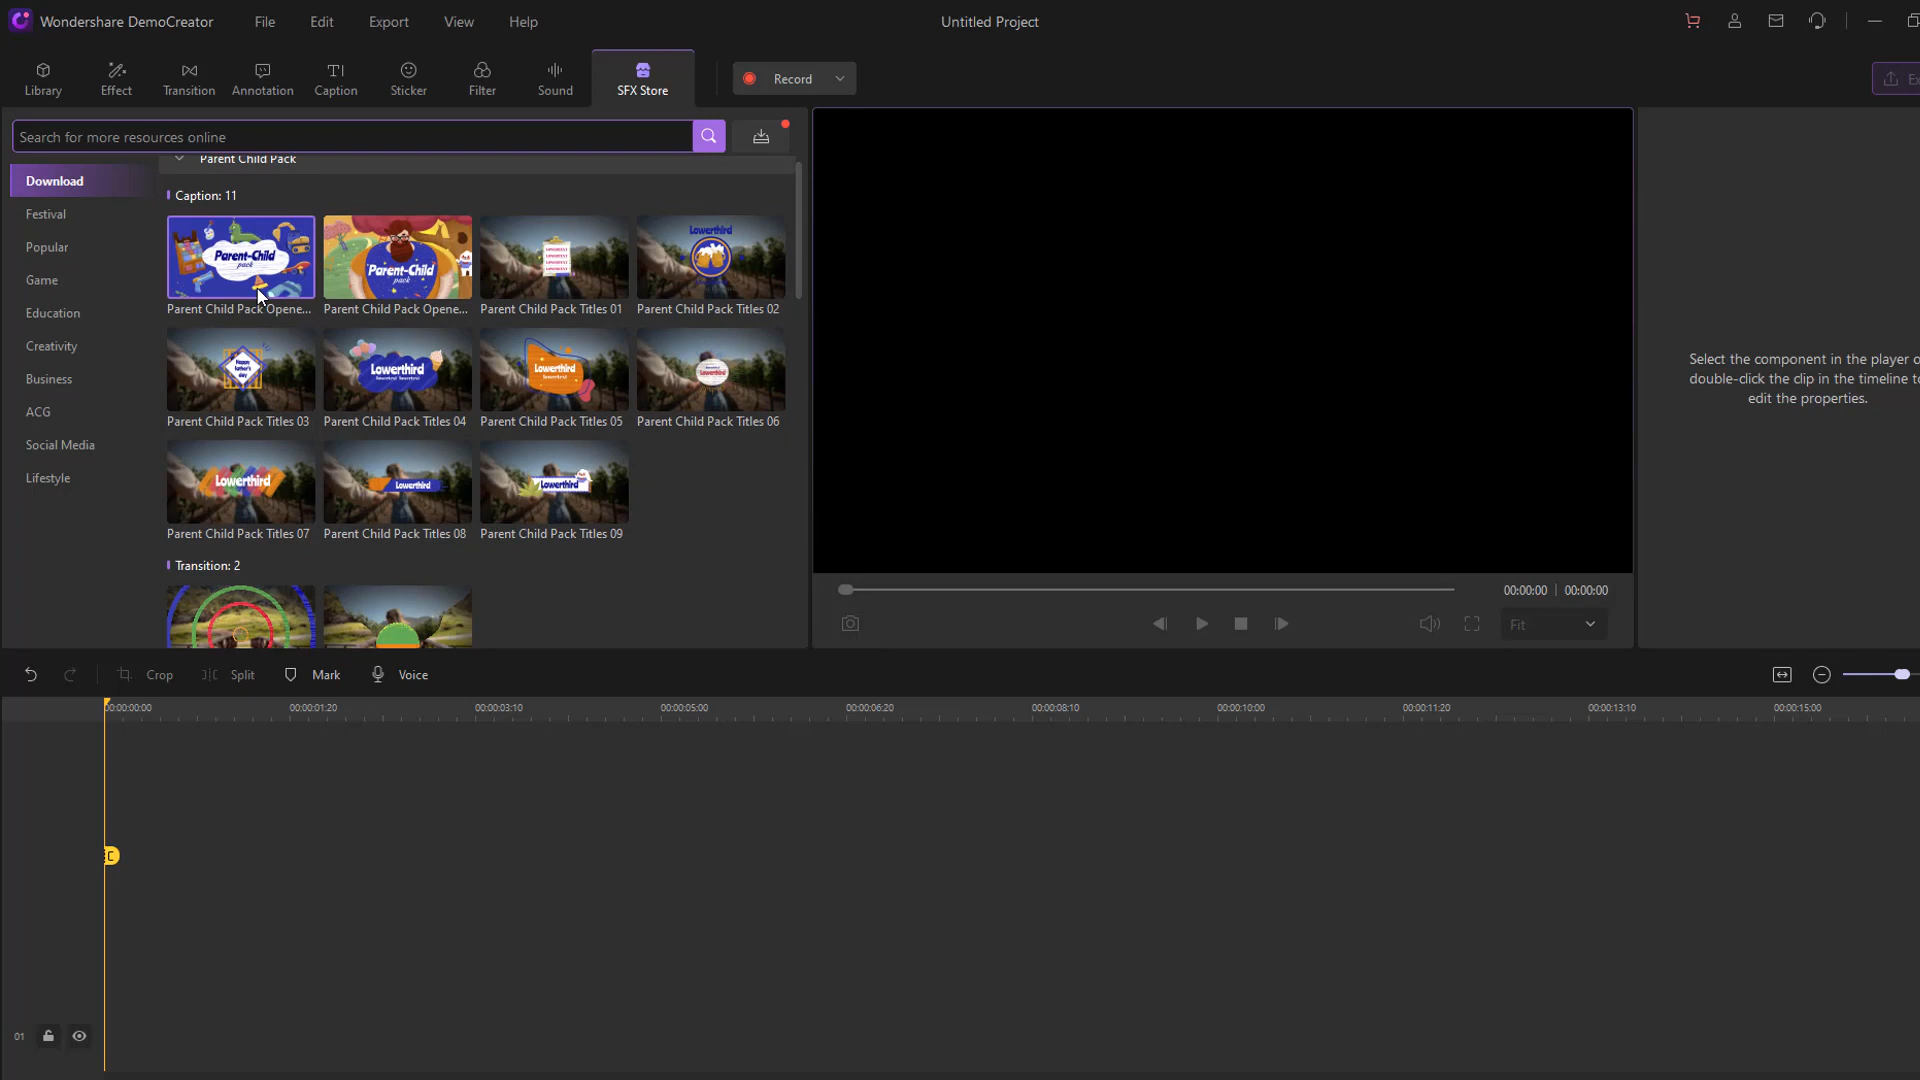 Wondershare DemoCreator File Edit Export View Help Untitled Project
Library Effect Transition Annotation Caption Sticker Filter Sound SFX Store Record
Search for more resources online
Download
Festival
Popular
Game
Education
Creativity
Business
ACG
Social Media
Lifestyle
Parent Child Pack
Caption: 11
Parent-Child
pack
Parent-Child
pack
Lowerthird
Parent Child Pack Opene...
Parent Child Pack Opene...
Parent Child Pack Titles 01
Parent Child Pack Titles 02
Happy
father's
day
Lowerthird
Lowerthird
Lowerthird
Parent Child Pack Titles 03
Parent Child Pack Titles 04
Parent Child Pack Titles 05
Parent Child Pack Titles 06
Lowerthird
Lowerthird
Lowerthird
Parent Child Pack Titles 07
Parent Child Pack Titles 08
Parent Child Pack Titles 09
Transition: 2
00:00:00 | 00:00:00
Fit
Select the component in the player o
double-click the clip in the timeline to
edit the properties.
Crop Split Mark Voice
00:00:00:00 00:00:01:20 00:00:03:10 00:00:05:00 00:00:06:20 00:00:08:10 00:00:10:00 00:00:11:20 00:00:13:10 00:00:15:00
01